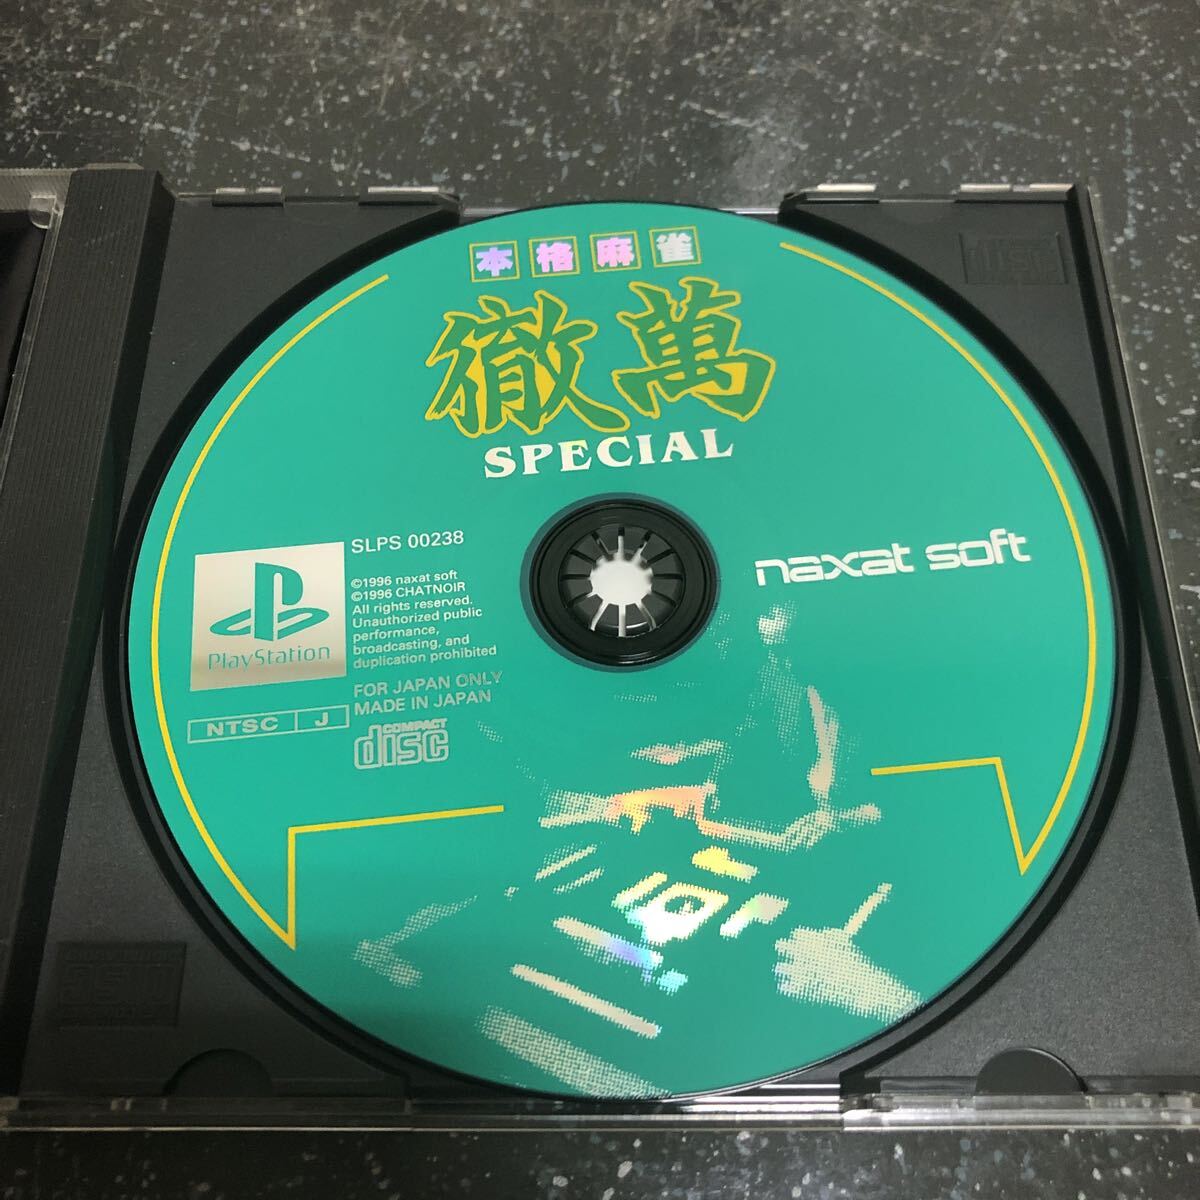 本格麻雀
徹萬
SPECIAL
SLPS 00238
©1996 naxat soft
©1996 CHATNOIR
All rights reserved.
Unauthorized public
performance,
broadcasting, and
duplication prohibited
PlayStation
FOR JAPAN ONLY
MADE IN JAPAN
NTSC J
COMPACT
disc
naxat soft